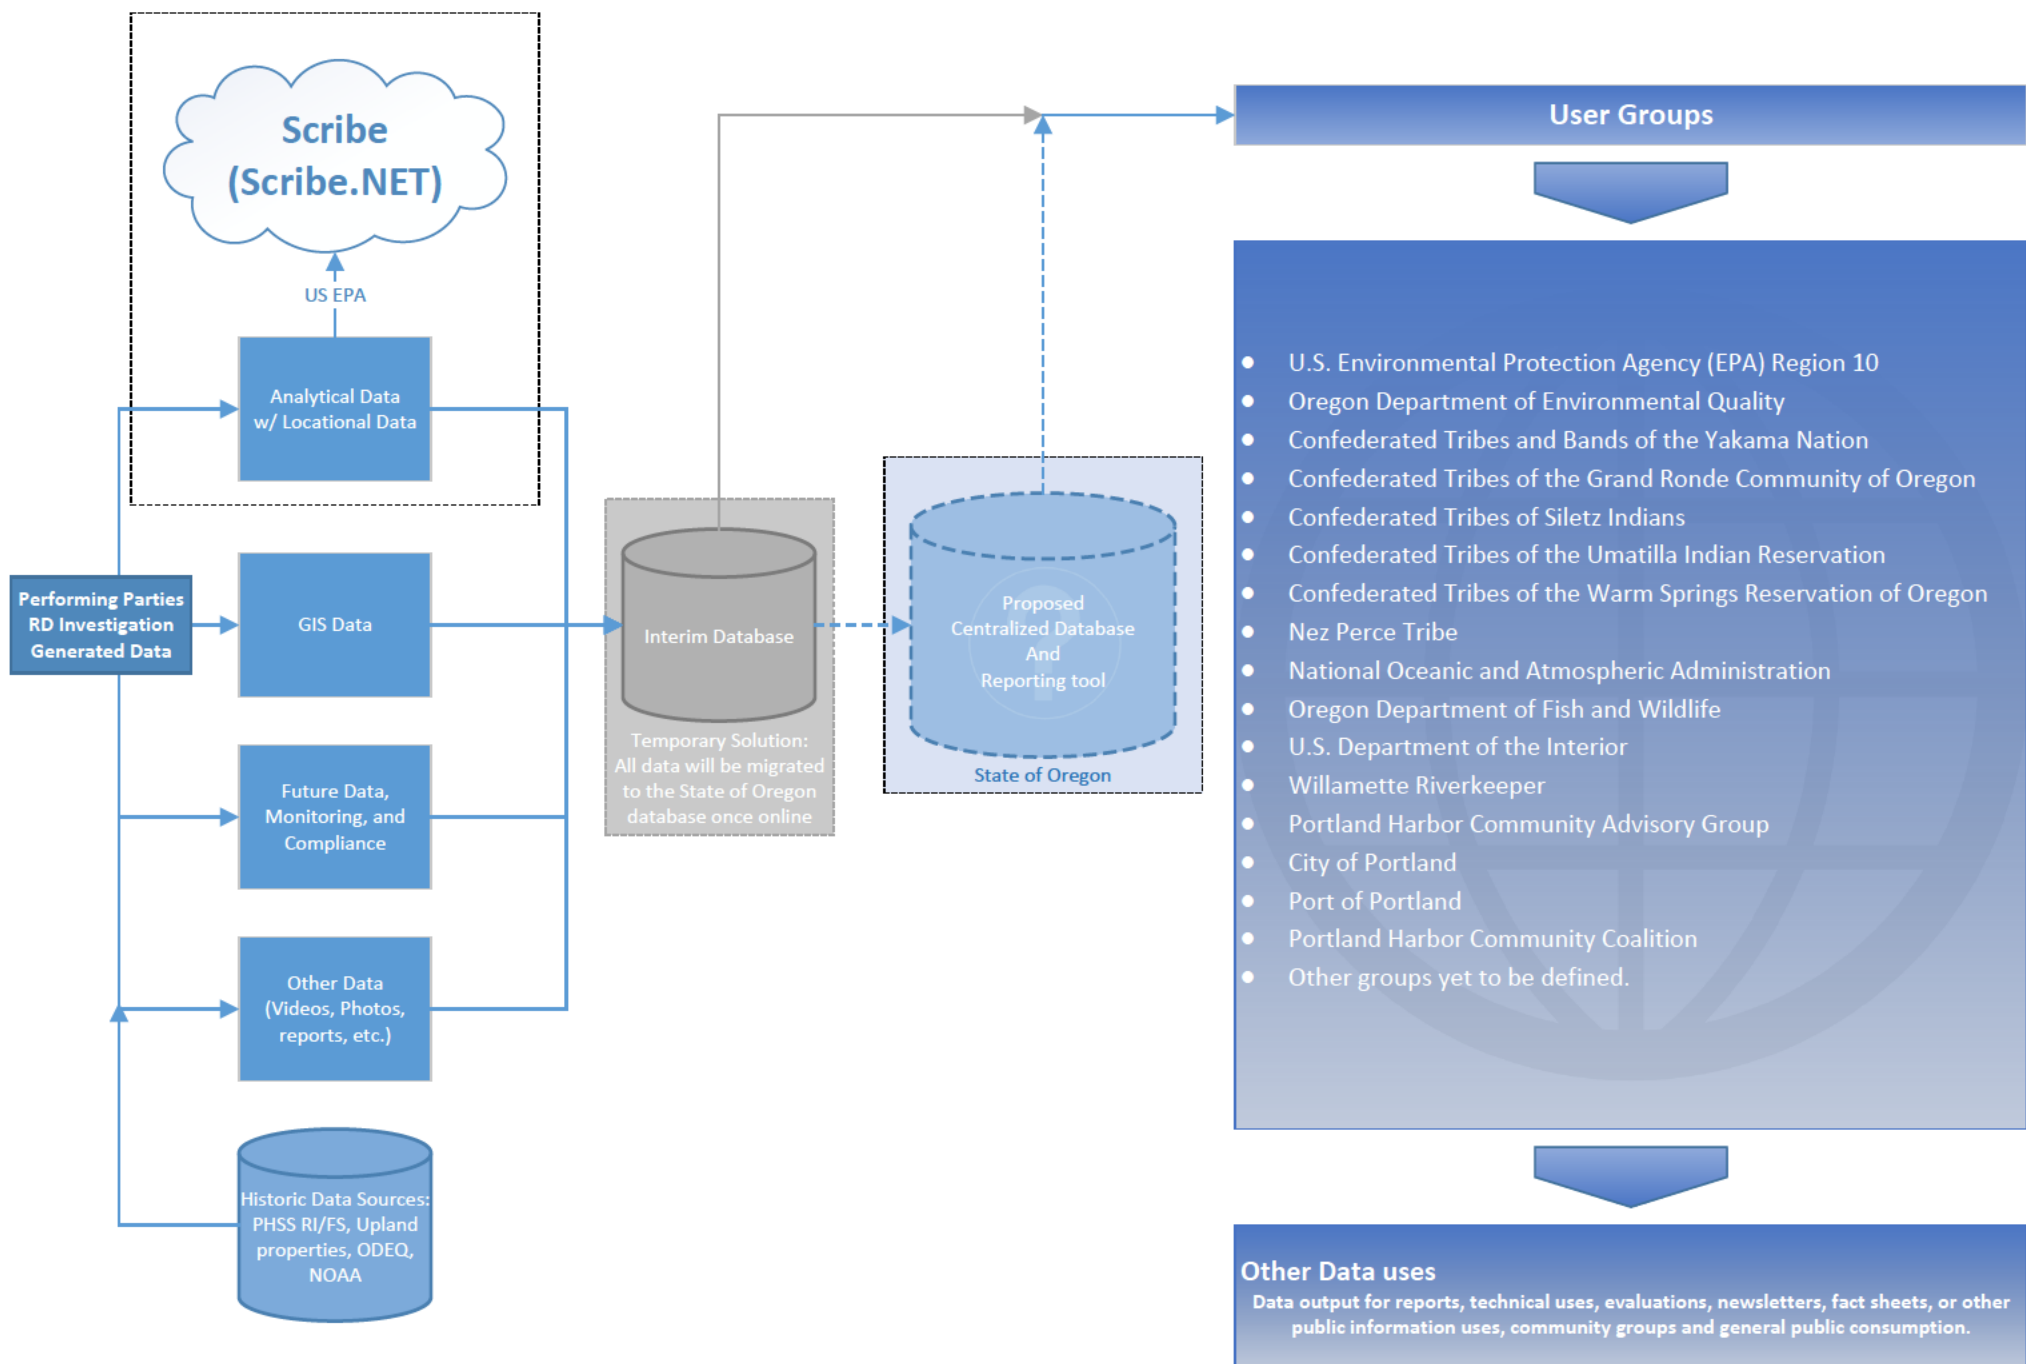 Scribe
(Scribe.NET)
US EPA
Analytical Data
w/ Locational Data
Performing Parties
RD Investigation
Generated Data
GIS Data
Future Data,
Monitoring, and
Compliance
Other Data
(Videos, Photos,
reports, etc.)
Historic Data Sources:
PHSS RI/FS, Upland
properties, ODEQ,
NOAA
Interim Database
Temporary Solution:
All data will be migrated
to the State of Oregon
database once online
?
Proposed
Centralized Database
And
Reporting tool
State of Oregon
User Groups
● U.S. Environmental Protection Agency (EPA) Region 10
● Oregon Department of Environmental Quality
● Confederated Tribes and Bands of the Yakama Nation
● Confederated Tribes of the Grand Ronde Community of Oregon
● Confederated Tribes of Siletz Indians
● Confederated Tribes of the Umatilla Indian Reservation
● Confederated Tribes of the Warm Springs Reservation of Oregon
● Nez Perce Tribe
● National Oceanic and Atmospheric Administration
● Oregon Department of Fish and Wildlife
● U.S. Department of the Interior
● Willamette Riverkeeper
● Portland Harbor Community Advisory Group
● City of Portland
● Port of Portland
● Portland Harbor Community Coalition
● Other groups yet to be defined.
Other Data uses
Data output for reports, technical uses, evaluations, newsletters, fact sheets, or other
public information uses, community groups and general public consumption.